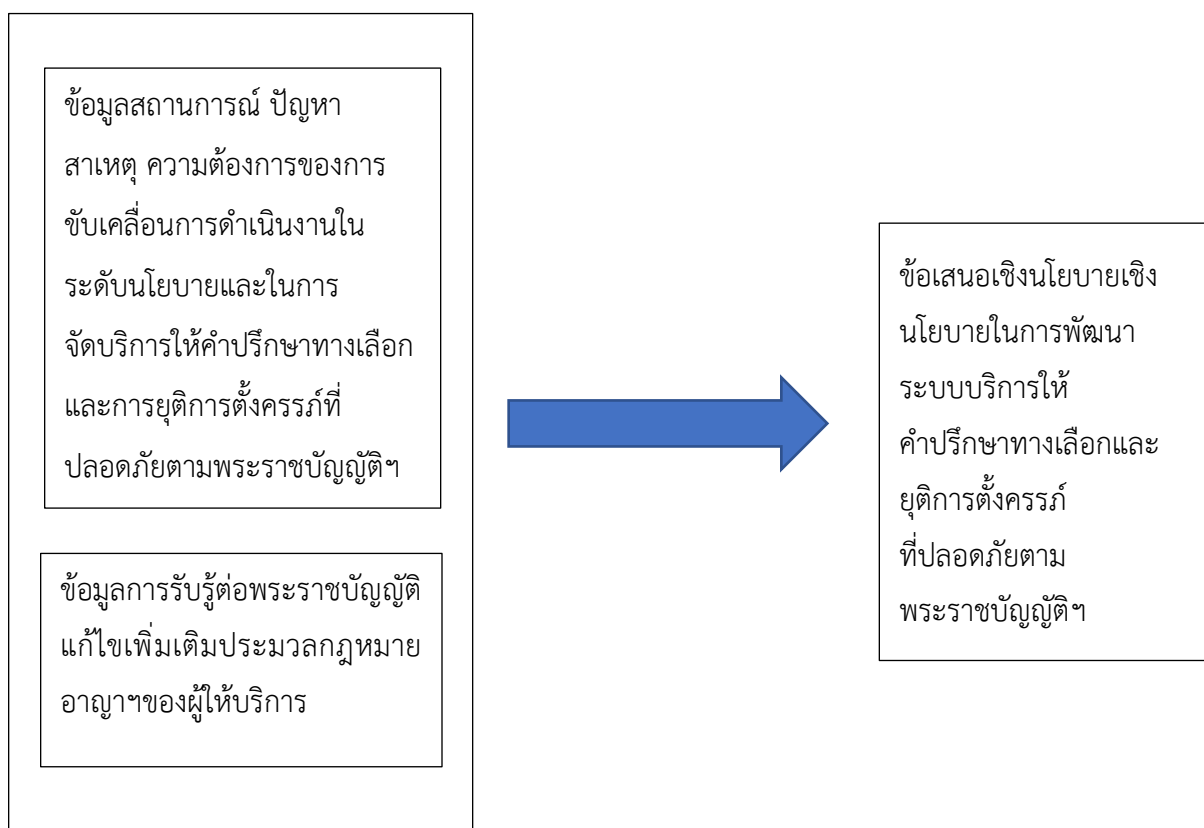 ข้อมูลสถานการณ์ ปัญหา
สาเหตุ ความต้องการของการ
ขับเคลื่อนการดำเนินงานใน
ระดับนโยบายและในการ
จัดบริการให้คำปรึกษาทางเลือก
และการยุติการตั้งครรภ์ที่
ปลอดภัยตามพระราชบัญญัติฯ
ข้อมูลการรับรู้ต่อพระราชบัญญัติ
แก้ไขเพิ่มเติมประมวลกฎหมาย
อาญาฯของผู้ให้บริการ
ข้อเสนอเชิงนโยบายเชิง
นโยบายในการพัฒนา
ระบบบริการให้
คำปรึกษาทางเลือกและ
ยุติการตั้งครรภ์
ที่ปลอดภัยตาม
พระราชบัญญัติฯ